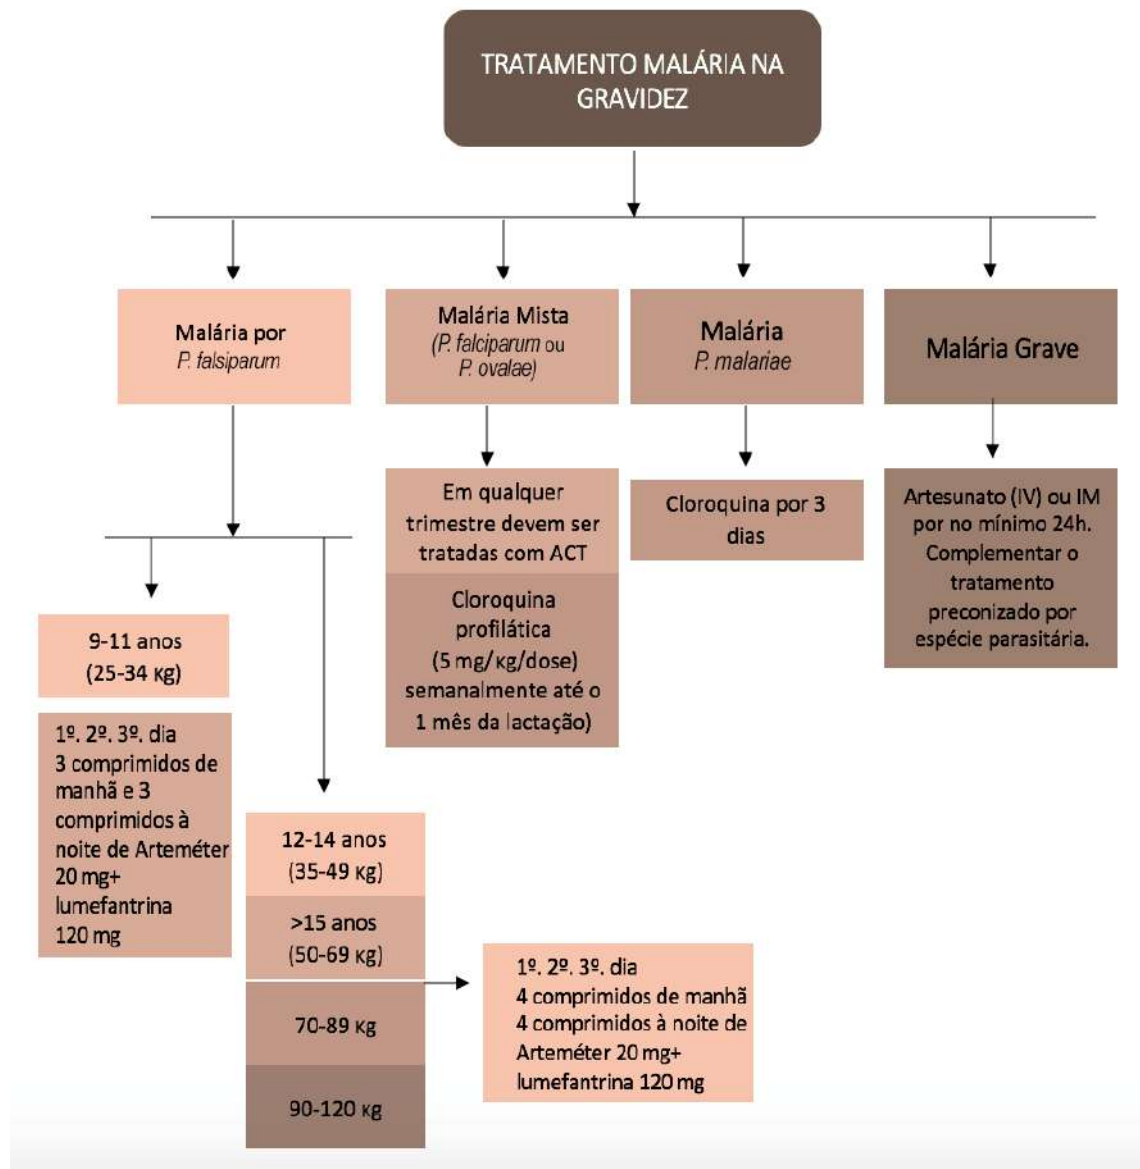 TRATAMENTO MALÁRIA NA
GRAVIDEZ
Malária por
P. falsiparum
Malária Mista
(P. falciparum ou
P. ovalae)
Malária
P. malariae
Malária Grave
Em qualquer
trimestre devem ser
tratadas com ACT
Cloroquina
profilática
(5 mg/kg/dose)
semanalmente até o
1 mês da lactação)
Cloroquina por 3
dias
Artesunato (IV) ou IM
por no mínimo 24h.
Complementar o
tratamento
preconizado por
espécie parasitária.
9-11 anos
(25-34 kg)
1º. 2º. 3º. dia
3 comprimidos de
manhã e 3
comprimidos à
noite de Arteméter
20 mg+
lumefantrina
120 mg
12-14 anos
(35-49 kg)
>15 anos
(50-69 kg)
70-89 kg
90-120 kg
1º. 2º. 3º. dia
4 comprimidos de manhã
4 comprimidos à noite de
Arteméter 20 mg+
lumefantrina 120 mg